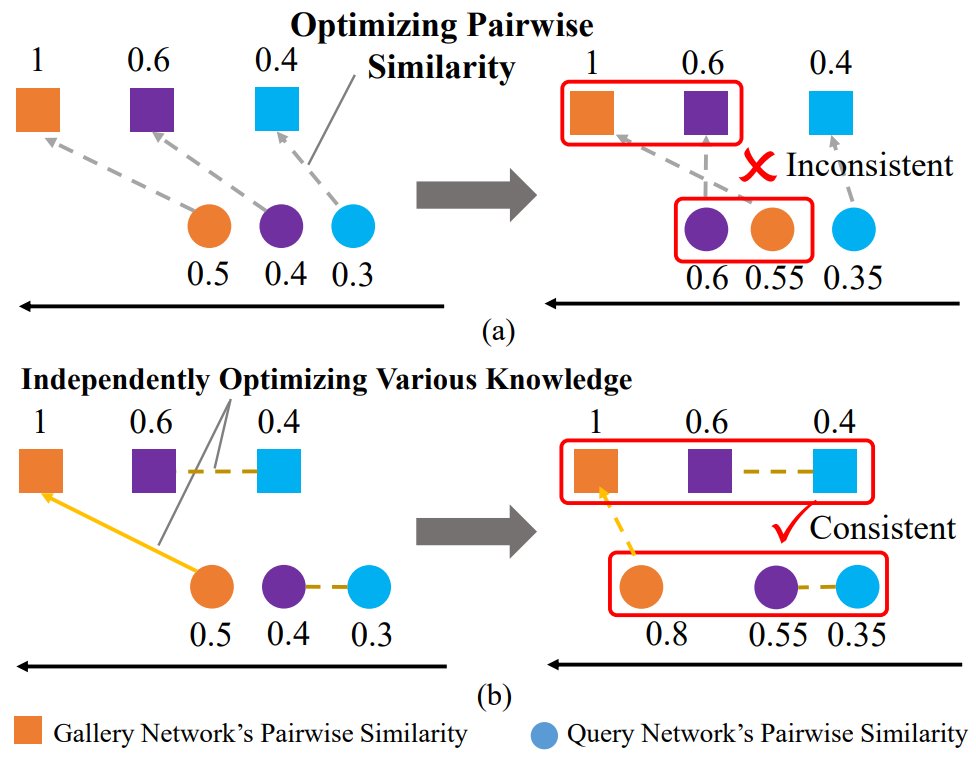 Optimizing Pairwise
Similarity
1 0.6 0.4
1 0.6 0.4
Inconsistent
0.5 0.4 0.3
0.6 0.55 0.35
(a)
Independently Optimizing Various Knowledge
1 0.6 0.4
1 0.6 0.4
Consistent
0.5 0.4 0.3
0.8 0.55 0.35
(b)
Gallery Network's Pairwise Similarity
Query Network's Pairwise Similarity